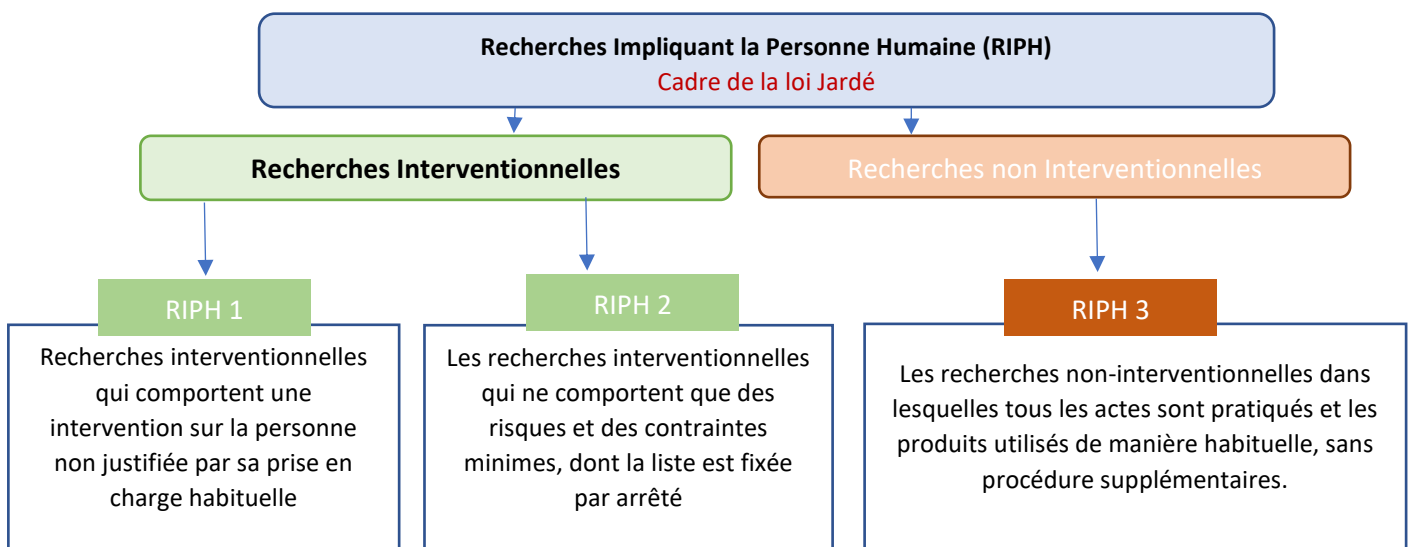 Recherches Impliquant la Personne Humaine (RIPH)
Cadre de la loi Jardé
Recherches Interventionnelles
Recherches non Interventionnelles
RIPH 1
Recherches interventionnelles
qui comportent une
intervention sur la personne
non justifiée par sa prise en
charge habituelle
RIPH 2
Les recherches interventionnelles
qui ne comportent que des
risques et des contraintes
minimes, dont la liste est fixée
par arrêté
RIPH 3
Les recherches non-interventionnelles dans
lesquelles tous les actes sont pratiqués et les
produits utilisés de manière habituelle, sans
procédure supplémentaires.